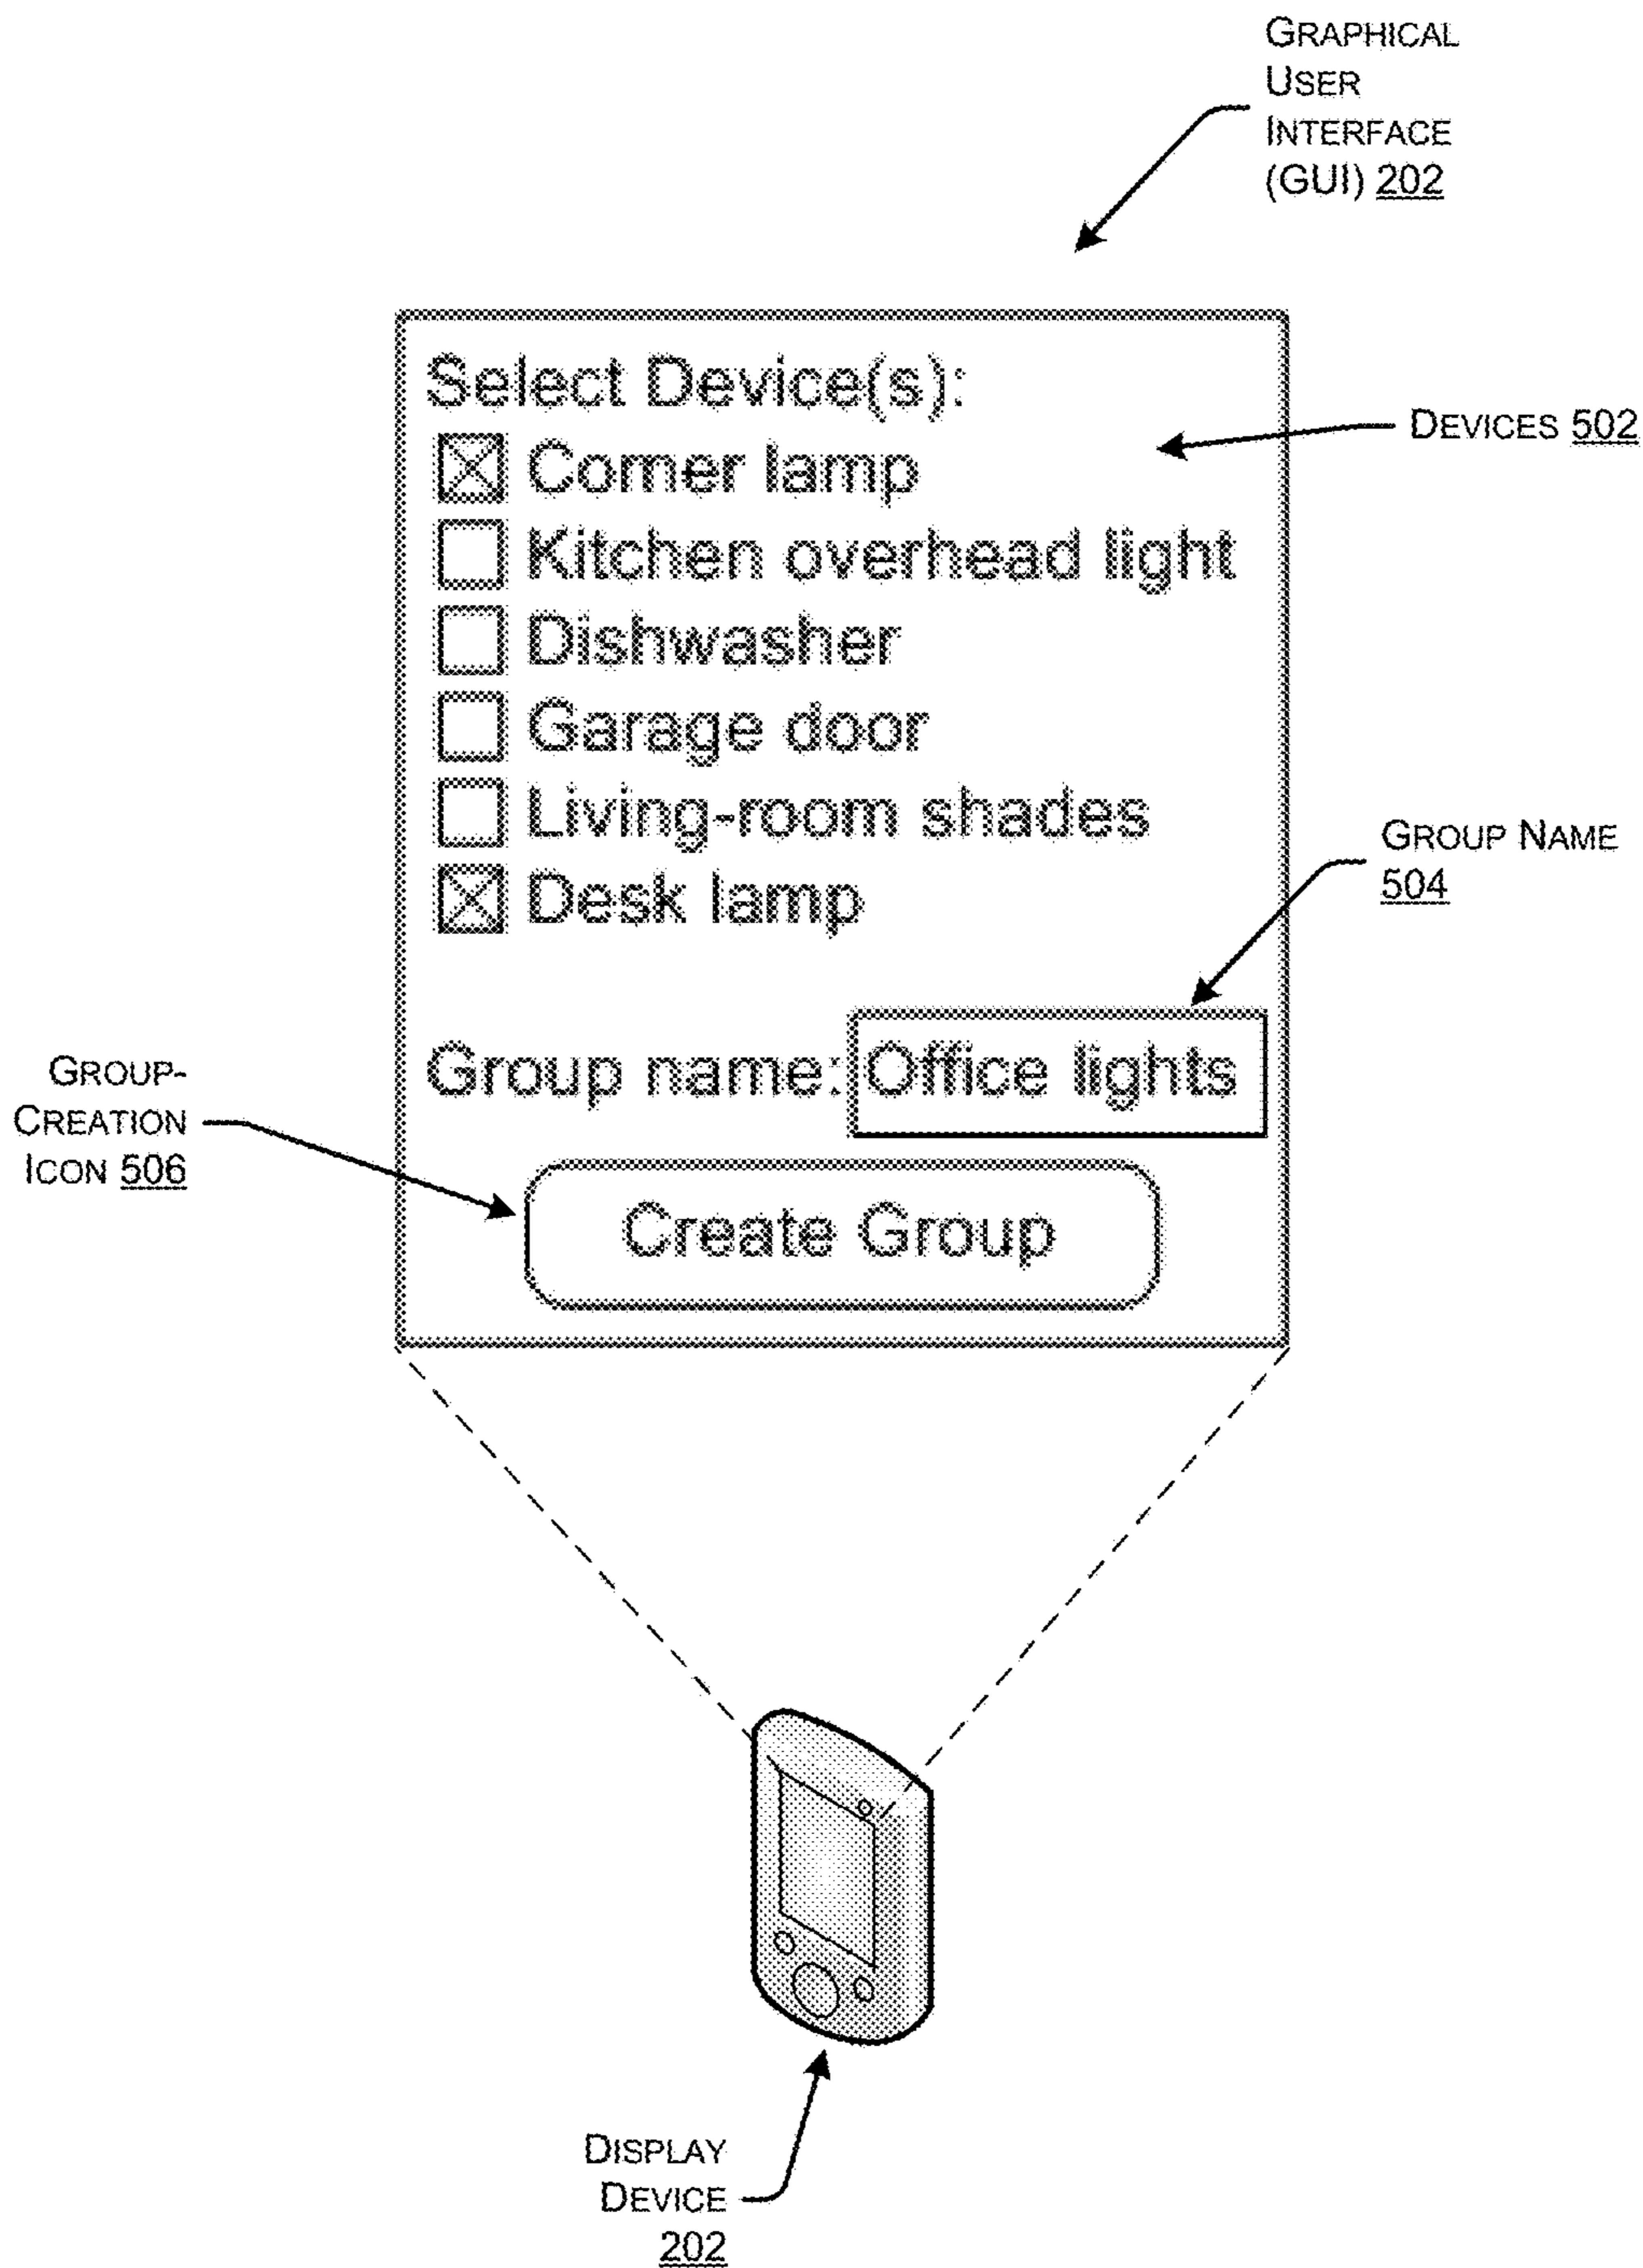 GRAPHICAL
USER
INTERFACE
(GUI) 202
Select Device(s):
DEVICES 502
Corner lamp
Kitchen overhead light
Dishwasher
Garage door
Living-room shades
GROUP NAME
504
Desk lamp
Group name: Office lights
GROUP-
CREATION
ICON 506
Create Group
DISPLAY
DEVICE
202